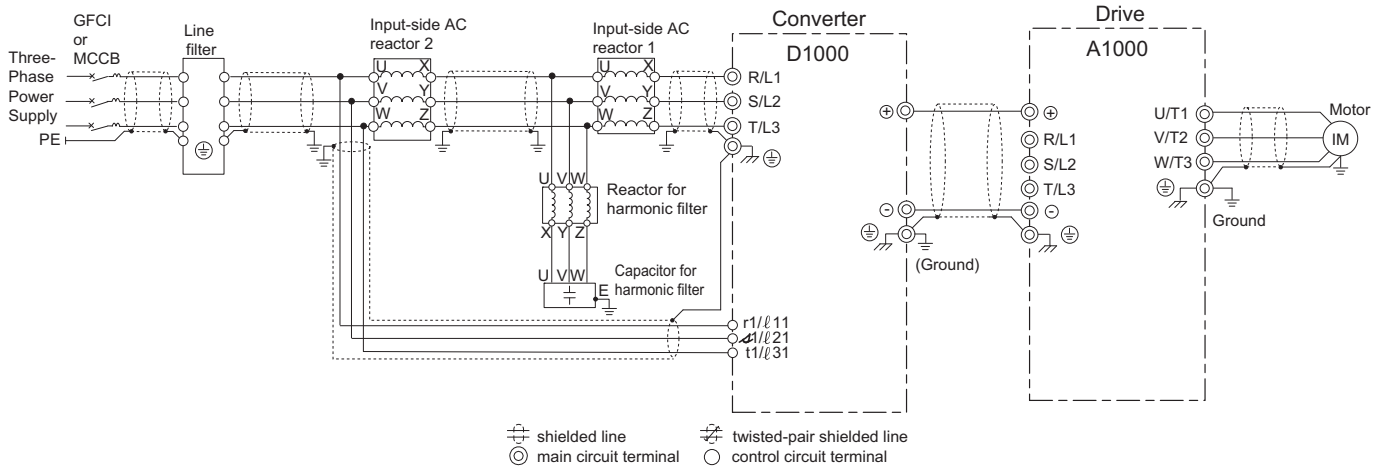 GFCI
or
MCCB
Three-
Phase
Power
Supply
PE
Line
filter
Input-side AC
reactor 2
U X
V Y
W Z
Input-side AC
reactor 1
U X
V Y
W Z
Converter
D1000
R/L1
S/L2
T/L3
Drive
A1000
+
+
R/L1
S/L2
T/L3
-
-
U/T1
V/T2
W/T3
Motor
IM
Ground
(Ground)
U V W
Reactor for
harmonic filter
X Y Z
U V W
Capacitor for
harmonic filter
E
r1/ℓ11
1/ℓ21
t1/ℓ31
shielded line
twisted-pair shielded line
main circuit terminal
control circuit terminal